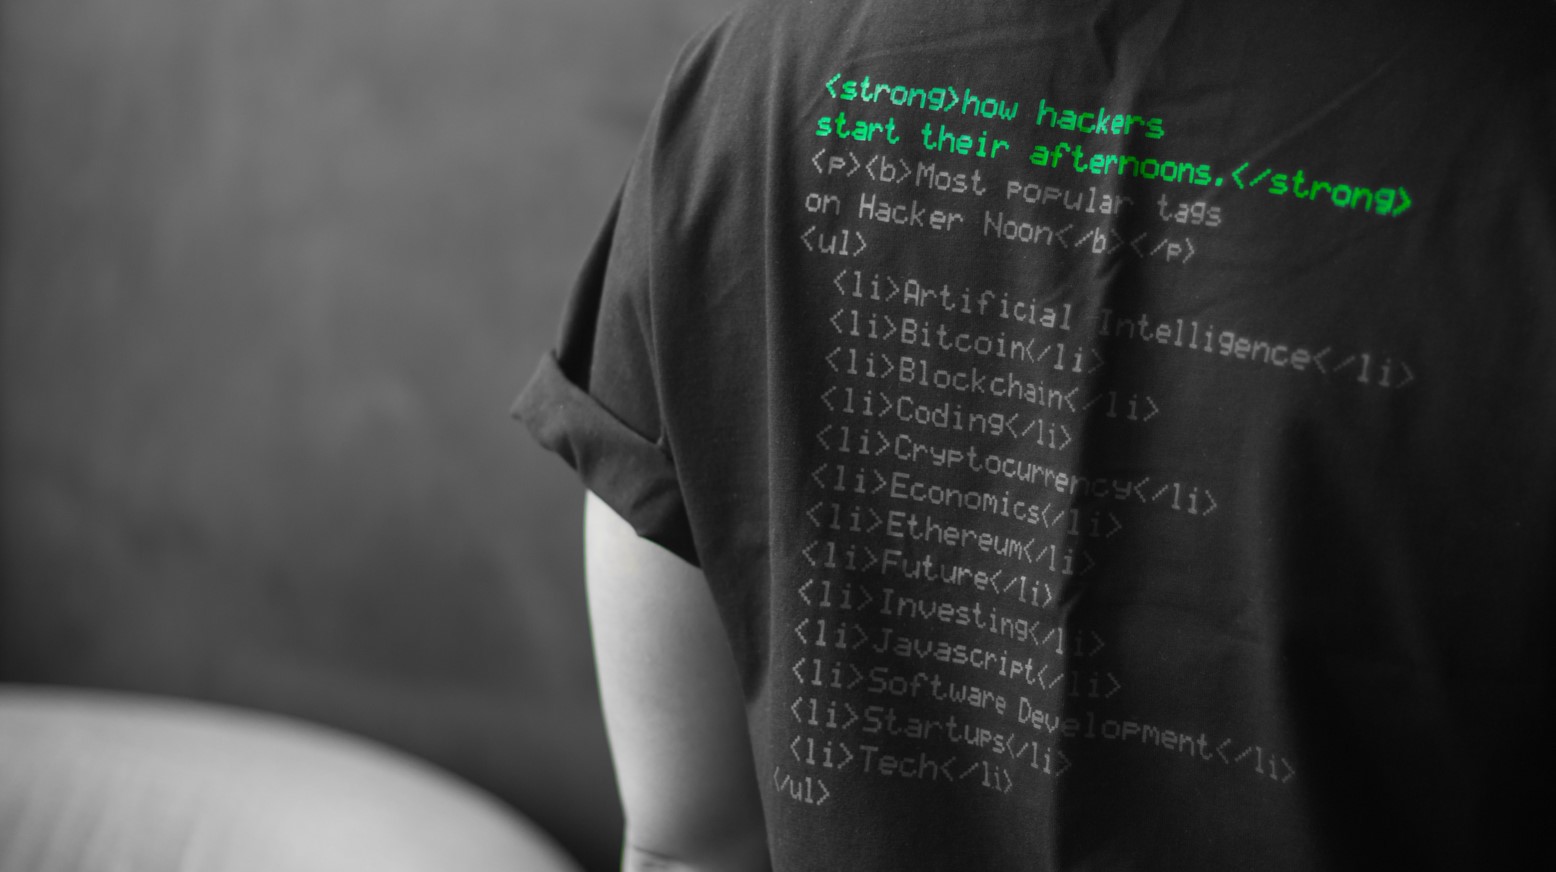 <strong>how hackers
start their afternoons.</strong>
<p><b>Most popular tags
on Hacker Noon</b></p>
<ul>
<li>Artificial Intelligence</li>
<li>Bitcoin</li>
<li>Blockchain</li>
<li>Coding</li>
<li>Cryptocurrency</li>
<li>Economics</li>
<li>Ethereum</li>
<li>Future</li>
<li>Investing</li>
<li>Javascript</li>
<li>Software Development</li>
<li>Startups</li>
<li>Tech</li>
</ul>